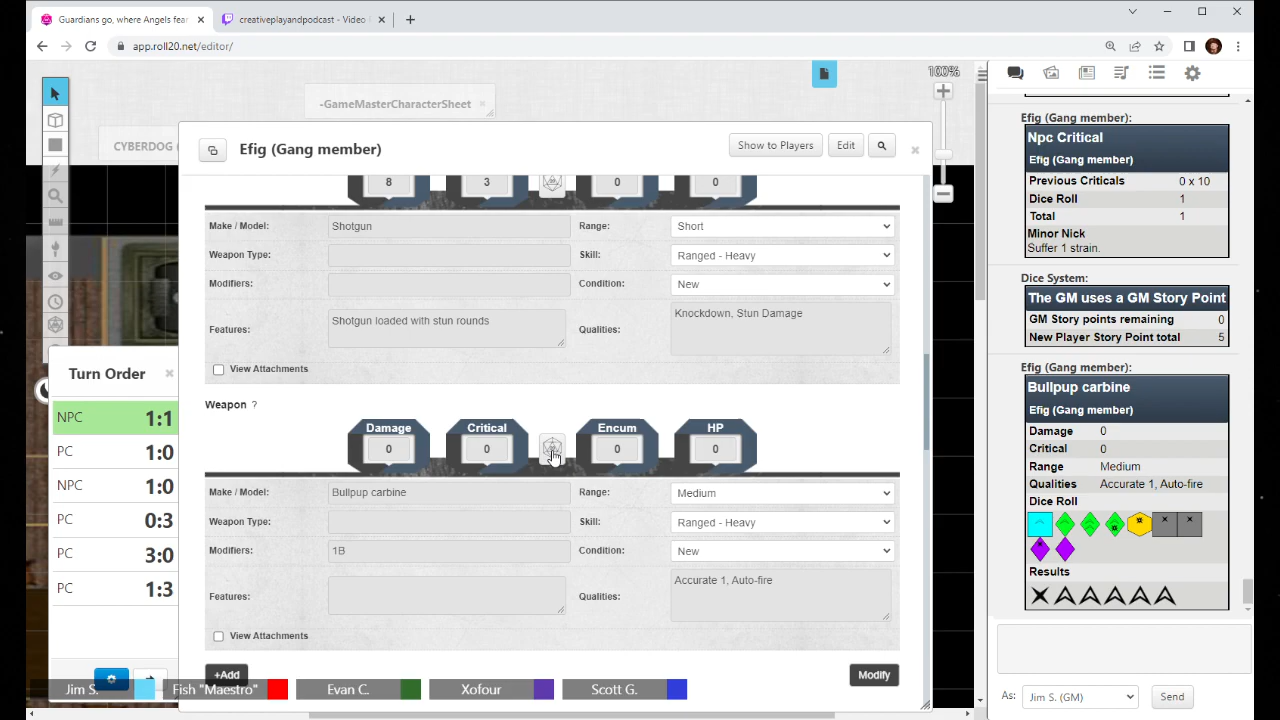 Guardians go, where Angels fear
creativeplayandpodcast - Video
app.roll20.net/editor/
100%
-GameMasterCharacterSheet
CYBERDOG
Efig (Gang member)
Show to Players
Edit
8 3 0 0
Make / Model: Shotgun Range: Short
Weapon Type: Skill: Ranged - Heavy
Modifiers: Condition: New
Features: Shotgun loaded with stun rounds Qualities: Knockdown, Stun Damage
View Attachments
Weapon ?
Damage Critical Encum HP
0 0 0 0
Make / Model: Bullpup carbine Range: Medium
Weapon Type: Skill: Ranged - Heavy
Modifiers: 1B Condition: New
Features: Qualities: Accurate 1, Auto-fire
View Attachments
+Add Modify
Turn Order
NPC 1:1
PC 1:0
NPC 1:0
PC 0:3
PC 3:0
PC 1:3
Jim S. Fish "Maestro" Evan C. Xofour Scott G.
Efig (Gang member):
Npc Critical
Efig (Gang member)
Previous Criticals 0 x 10
Dice Roll 1
Total 1
Minor Nick
Suffer 1 strain.
Dice System:
The GM uses a GM Story Point
GM Story points remaining 0
New Player Story Point total 5
Efig (Gang member):
Bullpup carbine
Efig (Gang member)
Damage 0
Critical 0
Range Medium
Qualities Accurate 1, Auto-fire
Dice Roll
Results
As: Jim S. (GM) Send